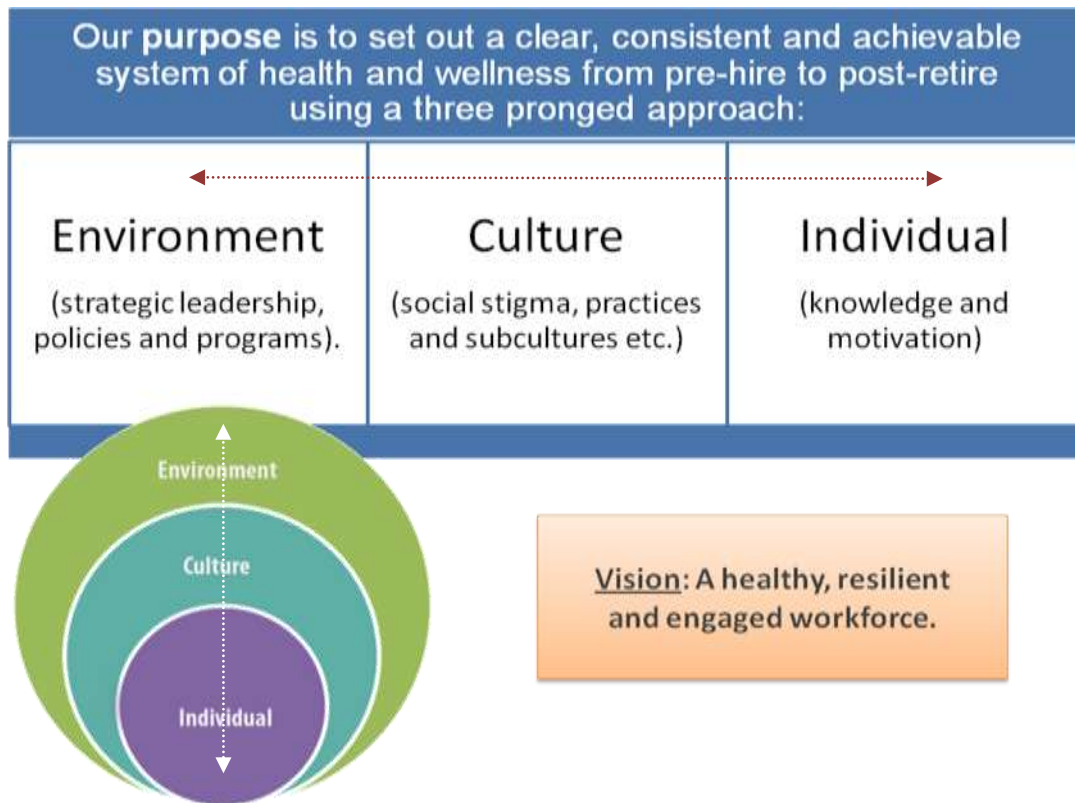 Our purpose is to set out a clear, consistent and achievable
system of health and wellness from pre-hire to post-retire
using a three pronged approach:
Environment
(strategic leadership,
policies and programs).
Culture
(social stigma, practices
and subcultures etc.)
Individual
(knowledge and
motivation)
Environment
Culture
Individual
Vision: A healthy, resilient
and engaged workforce.